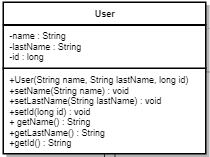 User
-name : String
-lastName : String
-id : long
+User(String name, String lastName, long id)
+setName(String name) : void
+setLastName(String lastName) : void
+setId(long id) : void
+ getName() : String
+getLastName() : String
+getId() : String